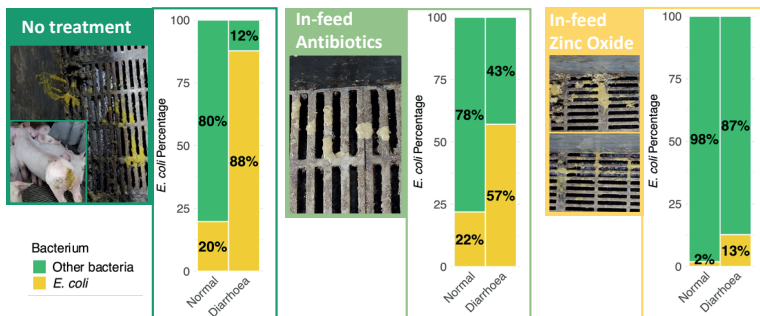 No treatment
100
75
50
25
0
E. coli Percentage
12%
80%
88%
20%
Normal
Diarrhoea
Bacterium
Other bacteria
E. coli
In-feed
Antibiotics
100
75
50
25
0
E. coli Percentage
43%
78%
57%
22%
Normal
Diarrhoea
In-feed
Zinc Oxide
100
75
50
25
0
E. coli Percentage
98%
87%
2%
13%
Normal
Diarrhoea